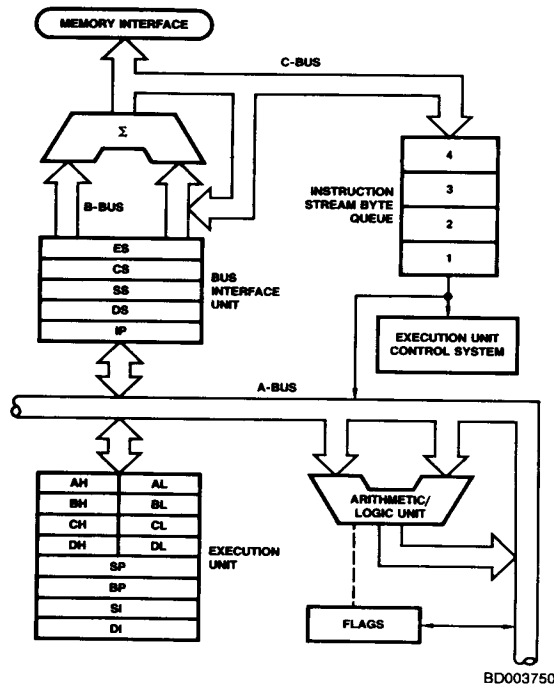 MEMORY INTERFACE
C-BUS
Σ
B-BUS
4
3
2
1
INSTRUCTION
STREAM BYTE
QUEUE
ES
CS
SS
DS
IP
BUS
INTERFACE
UNIT
EXECUTION UNIT
CONTROL SYSTEM
A-BUS
AH AL
BH BL
CH CL
DH DL
SP
BP
SI
DI
EXECUTION
UNIT
ARITHMETIC/
LOGIC UNIT
FLAGS
BD003750